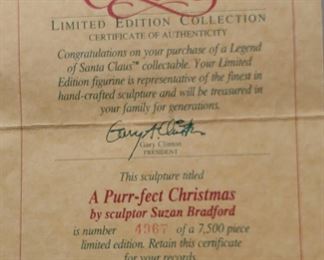 LIMITED EDITION COLLECTION
CERTIFICATE OF AUTHENTICITY
Congratulations on your purchase of a Legend
of Santa Claus™ collectable. Your Limited
Edition figurine is representative of the finest in
hand-crafted sculpture and will be treasured in
your family for generations.
Gary Clinton
PRESIDENT
This sculpture titled
A Purr-fect Christmas
by sculptor Suzan Bradford
is number 4967 of a 7,500 piece
limited edition. Retain this certificate
for your records.